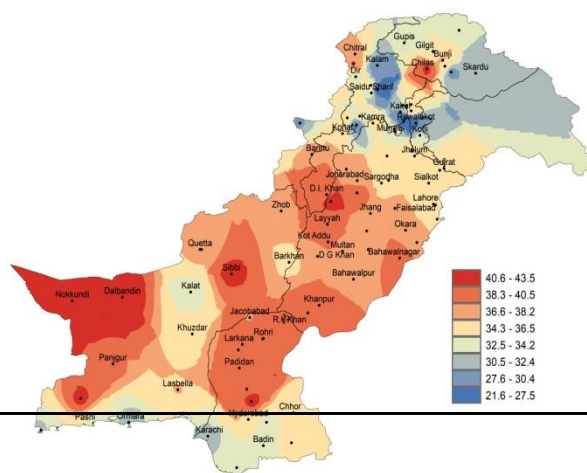 Gupis
Chitral
Gilgit
Kalam
Bunji
Chilas
Skardu
Dir
Saidu Sharif
Kakul
Kamra
Rawalakot
Kohat
Murree
Kotli
Bannu
Jhelum
Gujrat
Joherabad
Sargodha
Sialkot
D.I. Khan
Zhob
Lahore
Layyah
Jhang
Faisalabad
Okara
Kot Addu
Quetta
Multan
Bahawalnagar
Sibbi
Barkhan
D G Khan
Bahawalpur
Kalat
Nokkundi
Dalbandin
Khanpur
Jacobabad
R.Y.Khan
Khuzdar
Rohri
Larkana
Panjgur
Padidan
Lasbella
Chhor
Pasni
Ormara
Hyderabad
Karachi
Badin
40.6 - 43.5
38.3 - 40.5
36.6 - 38.2
34.3 - 36.5
32.5 - 34.2
30.5 - 32.4
27.6 - 30.4
21.6 - 27.5